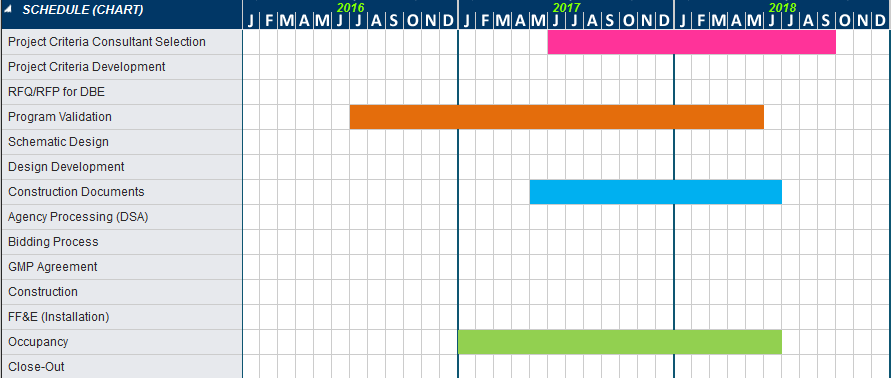 SCHEDULE (CHART)
2016 2017 2018
J F M A M J J A S O N D J F M A M J J A S O N D J F M A M J J A S O N D
Project Criteria Consultant Selection
Project Criteria Development
RFQ/RFP for DBE
Program Validation
Schematic Design
Design Development
Construction Documents
Agency Processing (DSA)
Bidding Process
GMP Agreement
Construction
FF&E (Installation)
Occupancy
Close-Out